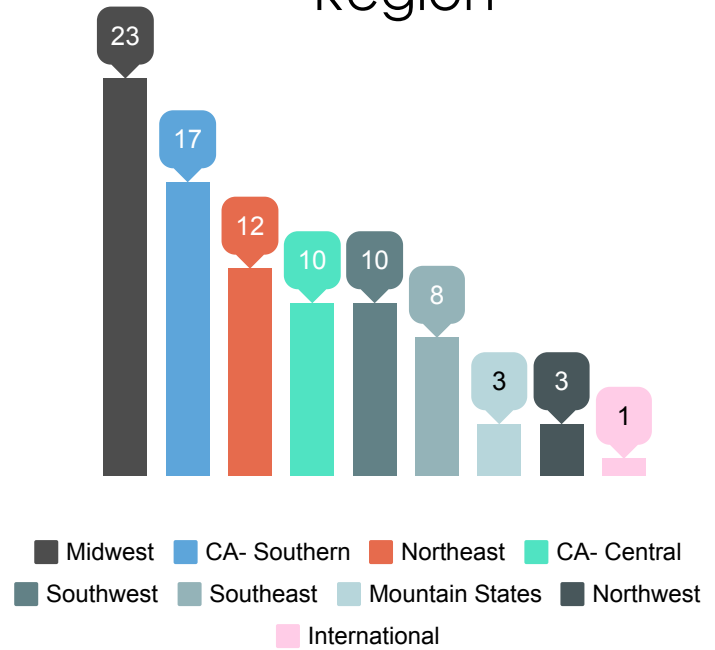 Region
23
17
12
10
10
8
3
3
1
Midwest
CA- Southern
Northeast
CA- Central
Southwest
Southeast
Mountain States
Northwest
International